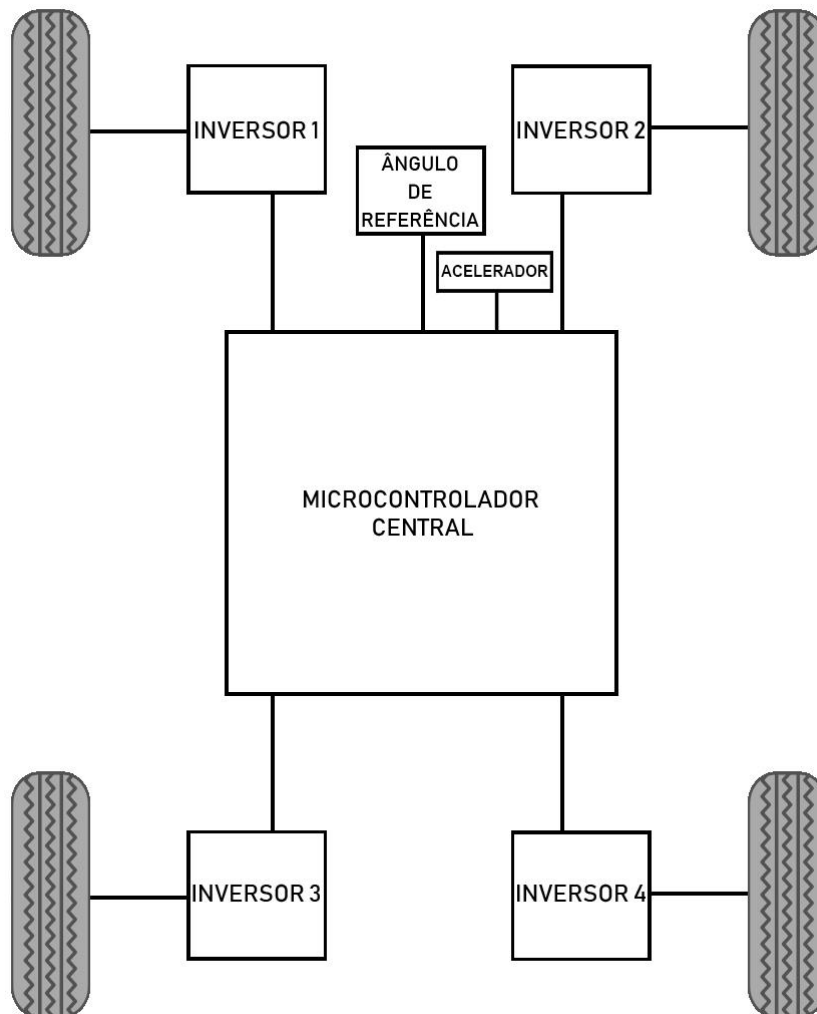 INVERSOR 1
INVERSOR 2
ÂNGULO
DE
REFERÊNCIA
ACELERADOR
MICROCONTROLADOR
CENTRAL
INVERSOR 3
INVERSOR 4